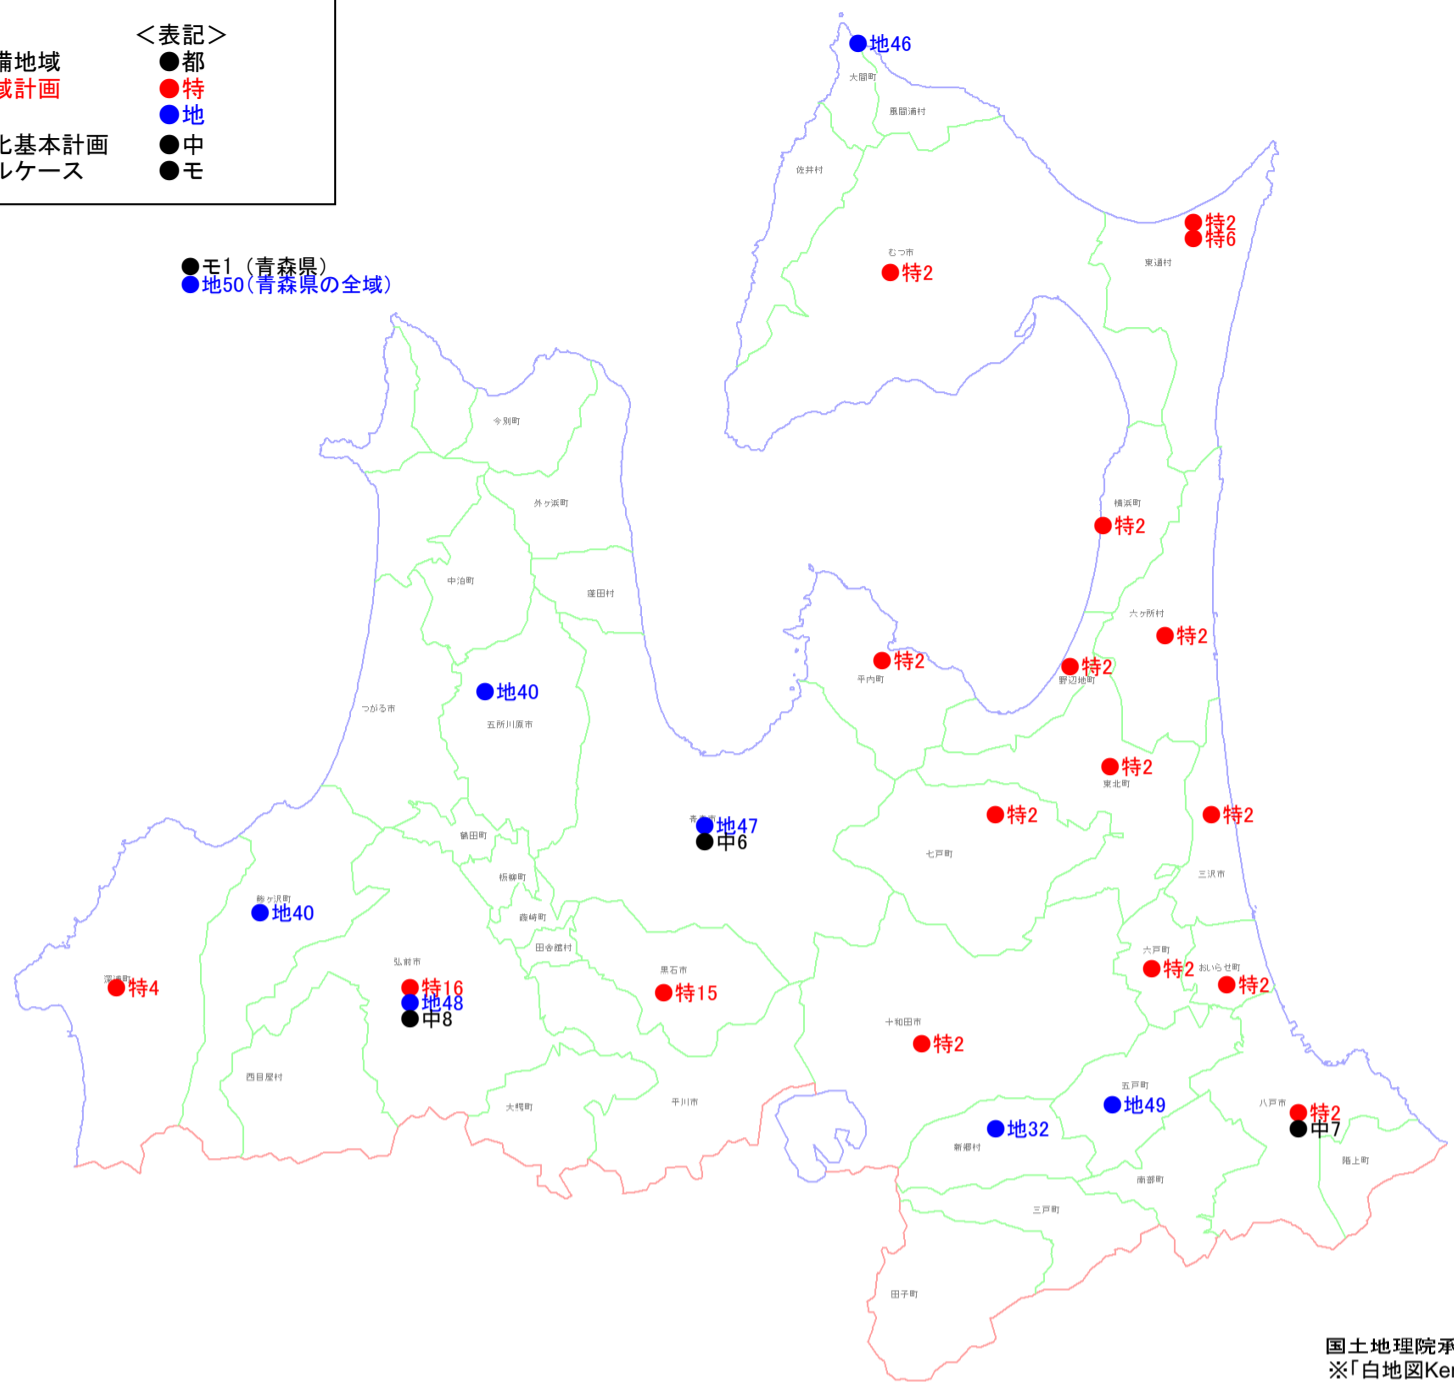 ＜表記＞
備地域
●都
域計画
●特
●地
化基本計画
●中
ルケース
●モ
●モ1（青森県）
●地50（青森県の全域）
●地46
大間町
風間浦村
佐井村
●特2
●特6
むつ市
東通村
●特2
今別町
外ヶ浜町
横浜町
●特2
中泊町
蓬田村
六ヶ所村
●特2
●特2
平内町
●特2
野辺地町
●地40
つがる市
五所川原市
●特2
東北町
●特2
●特2
●地47
●中6
鶴田町
七戸町
板柳町
三沢市
鰺ヶ沢町
●地40
藤崎町
田舎館村
六戸町
弘前市
黒石市
●特2
おいらせ町
深浦町
●特4
●特16
●特15
●特2
●地48
●中8
十和田市
●特2
西目屋村
五戸町
大鰐町
平川市
●地49
八戸市
●特2
●地32
●中7
新郷村
階上町
南部町
三戸町
田子町
国土地理院承
※「白地図Ken